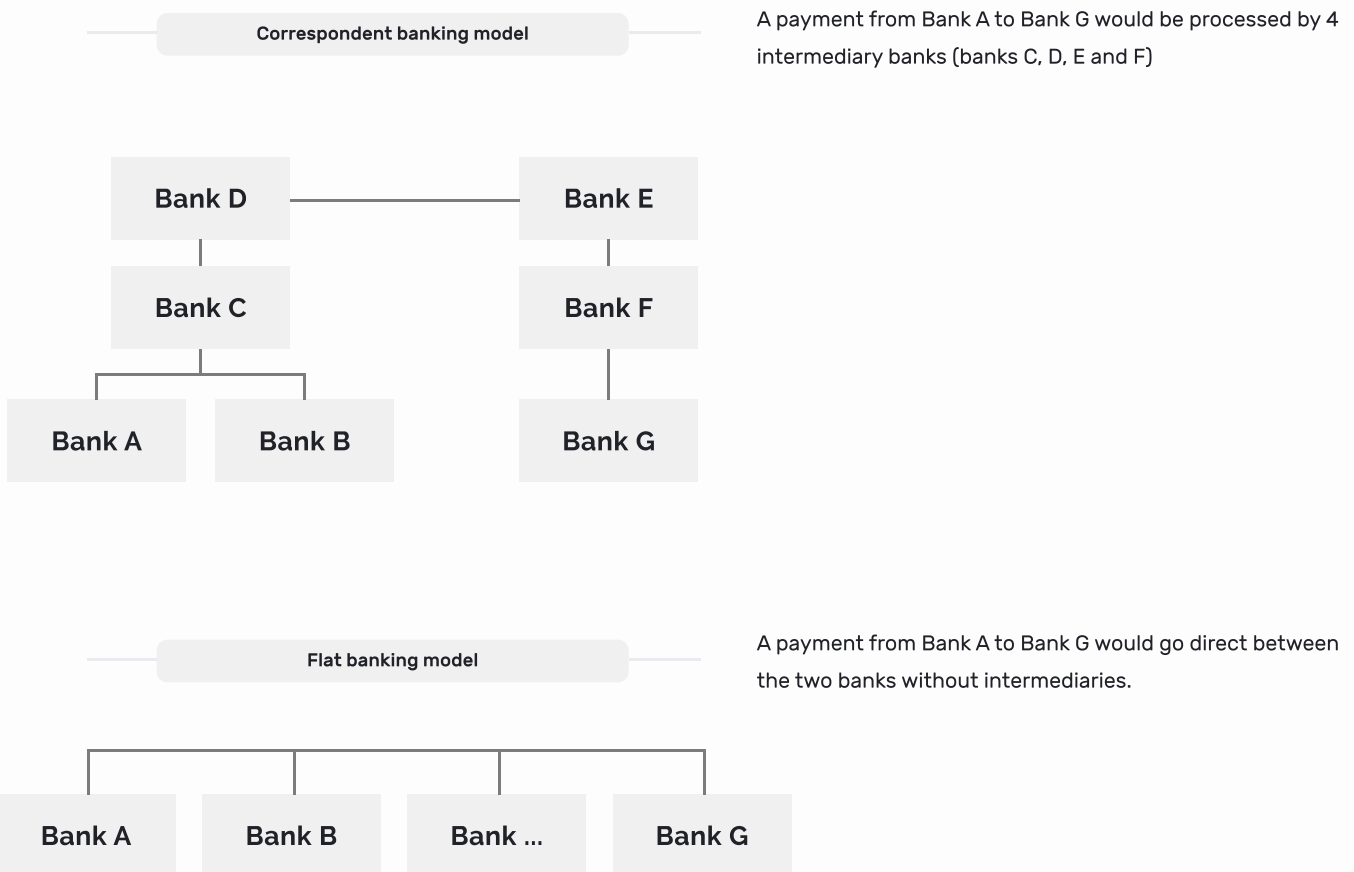 Correspondent banking model
A payment from Bank A to Bank G would be processed by 4
intermediary banks (banks C, D, E and F)
Bank D
Bank E
Bank C
Bank F
Bank A
Bank B
Bank G
Flat banking model
A payment from Bank A to Bank G would go direct between
the two banks without intermediaries.
Bank A
Bank B
Bank ...
Bank G